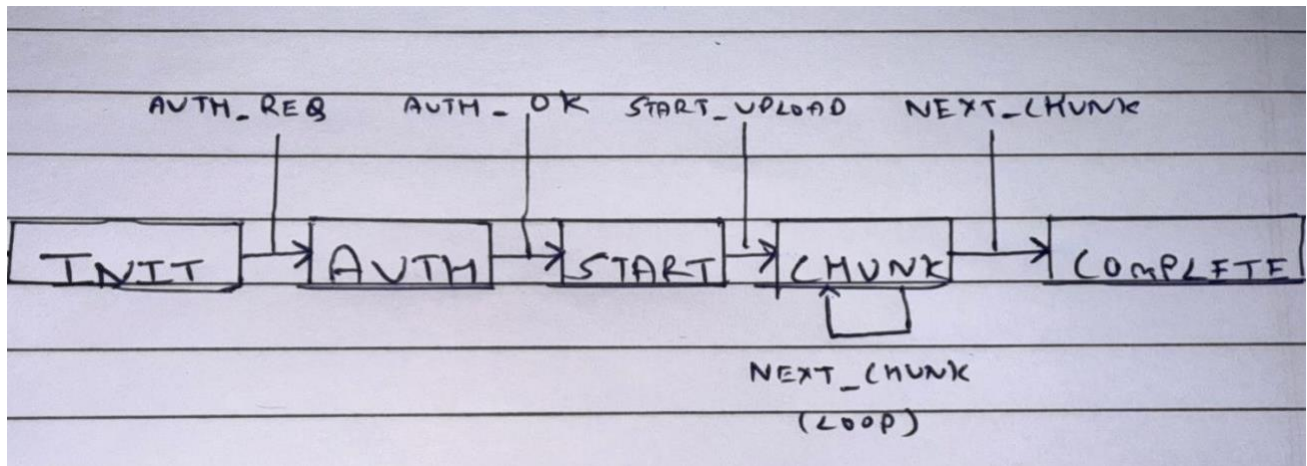 AUTH_REQ AUTH_OK START_UPLOAD NEXT_CHUNK
INIT AUTH START CHUNK COMPLETE
NEXT_CHUNK
(LOOP)